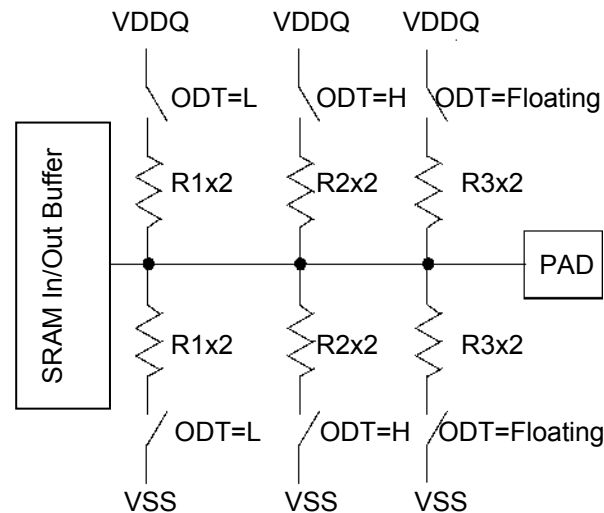 VDDQ VDDQ VDDQ
ODT=L ODT=H ODT=Floating
R1x2 R2x2 R3x2
SRAM In/Out Buffer
PAD
R1x2 R2x2 R3x2
ODT=L ODT=H ODT=Floating
VSS VSS VSS